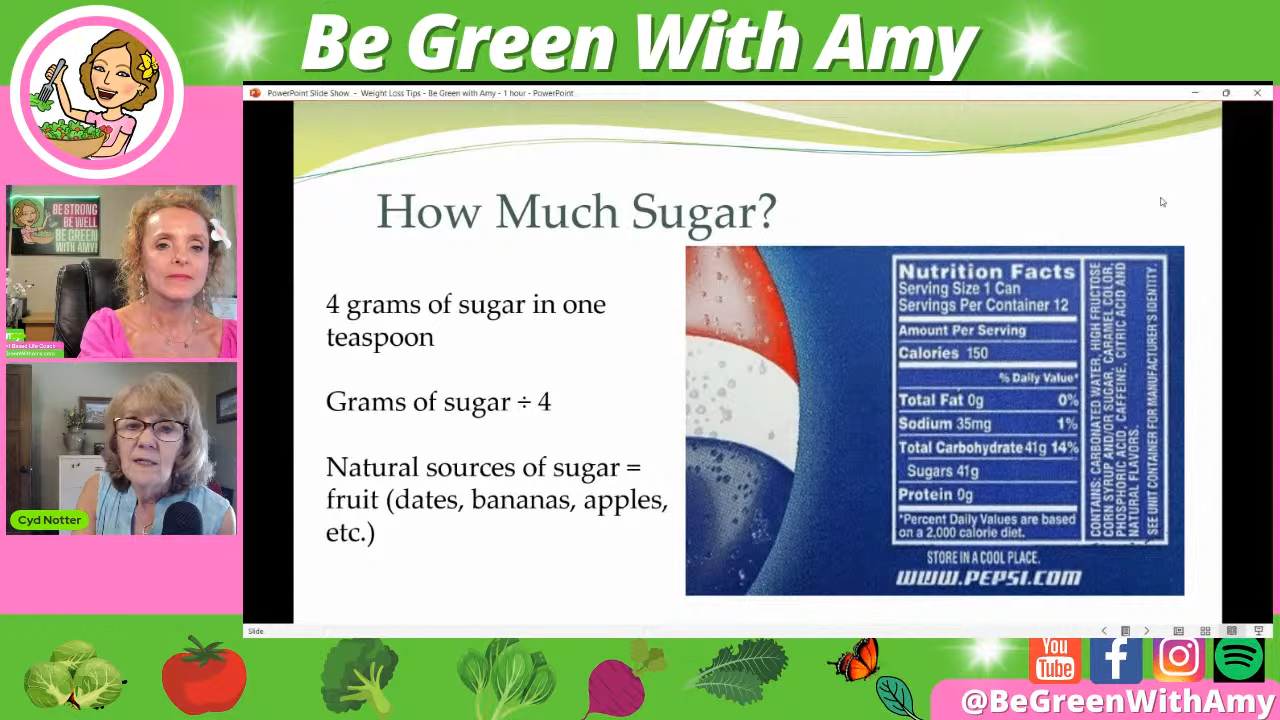 Be Green With Amy
PowerPoint Slide Show - Weight Loss Tips - Be Green with Amy - 1 hour - PowerPoint
BE STRONG
BE WELL
BE GREEN
WITH AMY!
Based Life Coach
Cyd Notter
How Much Sugar?
4 grams of sugar in one
teaspoon
Grams of sugar ÷ 4
Natural sources of sugar =
fruit (dates, bananas, apples,
etc.)
Nutrition Facts
Serving Size 1 Can
Servings Per Container 12
Amount Per Serving
Calories 150
% Daily Value*
Total Fat 0g 0%
Sodium 35mg 1%
Total Carbohydrate 41g 14%
Sugars 41g
Protein 0g
*Percent Daily Values are based
on a 2,000 calorie diet.
CONTAINS: CARBONATED WATER, HIGH FRUCTOSE
CORN SYRUP AND/OR SUGAR, CARAMEL COLOR,
PHOSPHORIC ACID, CAFFEINE, CITRIC ACID AND
NATURAL FLAVORS.
SEE UNIT CONTAINER FOR MANUFACTURER'S IDENTITY.
STORE IN A COOL PLACE.
WWW.PEPSI.COM
Slide
You
Tube
@BeGreenWithAmy